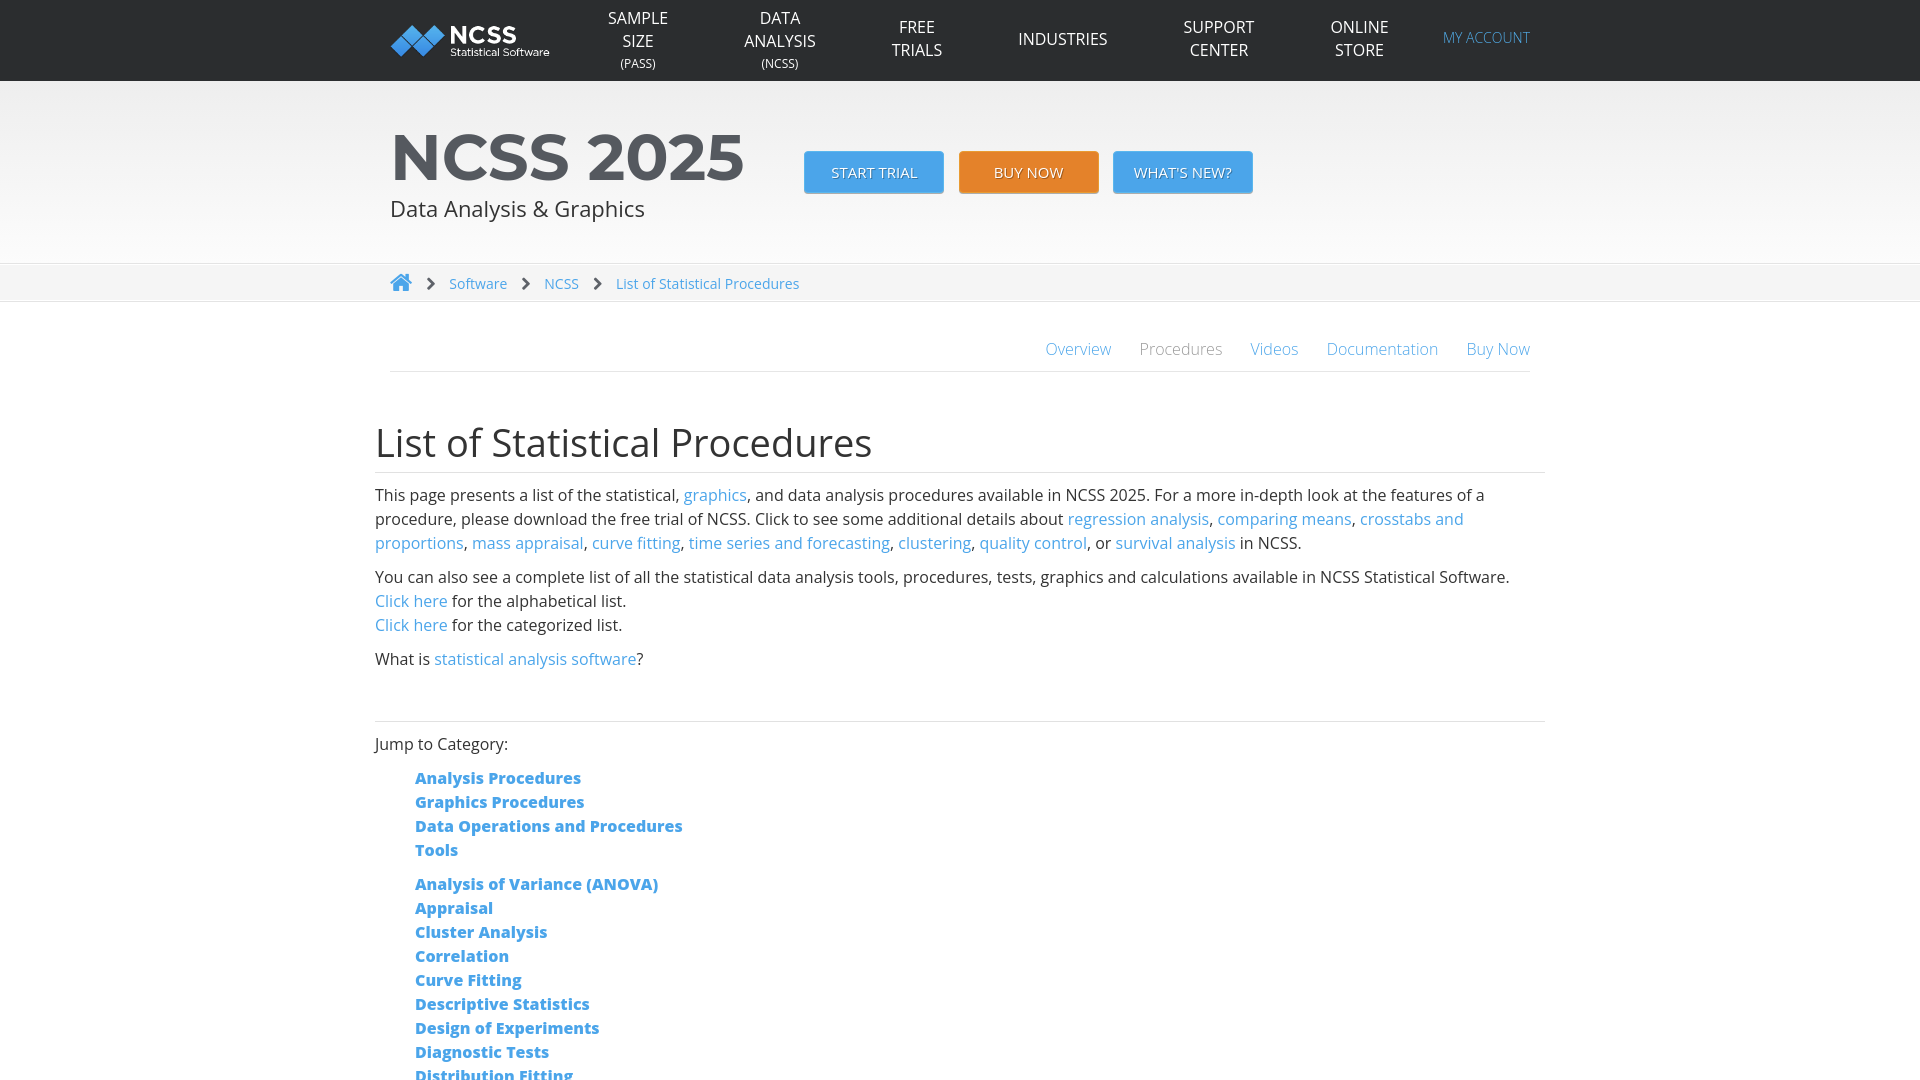 NCSS
Statistical Software
SAMPLE
SIZE
(PASS)
DATA
ANALYSIS
(NCSS)
FREE
TRIALS
INDUSTRIES
SUPPORT
CENTER
ONLINE
STORE
MY ACCOUNT
NCSS 2025
Data Analysis & Graphics
START TRIAL
BUY NOW
WHAT'S NEW?
Software
NCSS
List of Statistical Procedures
Overview
Procedures
Videos
Documentation
Buy Now
List of Statistical Procedures
This page presents a list of the statistical, graphics, and data analysis procedures available in NCSS 2025. For a more in-depth look at the features of a
procedure, please download the free trial of NCSS. Click to see some additional details about regression analysis, comparing means, crosstabs and
proportions, mass appraisal, curve fitting, time series and forecasting, clustering, quality control, or survival analysis in NCSS.
You can also see a complete list of all the statistical data analysis tools, procedures, tests, graphics and calculations available in NCSS Statistical Software.
Click here for the alphabetical list.
Click here for the categorized list.
What is statistical analysis software?
Jump to Category:
Analysis Procedures
Graphics Procedures
Data Operations and Procedures
Tools
Analysis of Variance (ANOVA)
Appraisal
Cluster Analysis
Correlation
Curve Fitting
Descriptive Statistics
Design of Experiments
Diagnostic Tests
Distribution Fitting